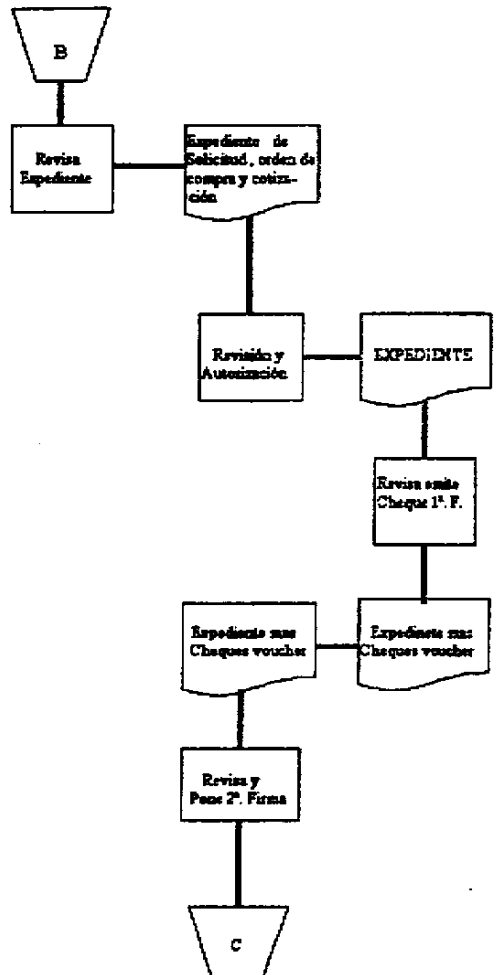 B
Revisa
Expediente
Expediente de
Solicitud, orden de
compra y cotiza-
ción
Revisión y
Autorización
EXPEDIENTE
Revisa emite
Cheque 1ª. F.
Expediente mas
Cheques voucher
Expedinete mas
Cheques voucher
Revisa y
Pone 2ª. Firma
C